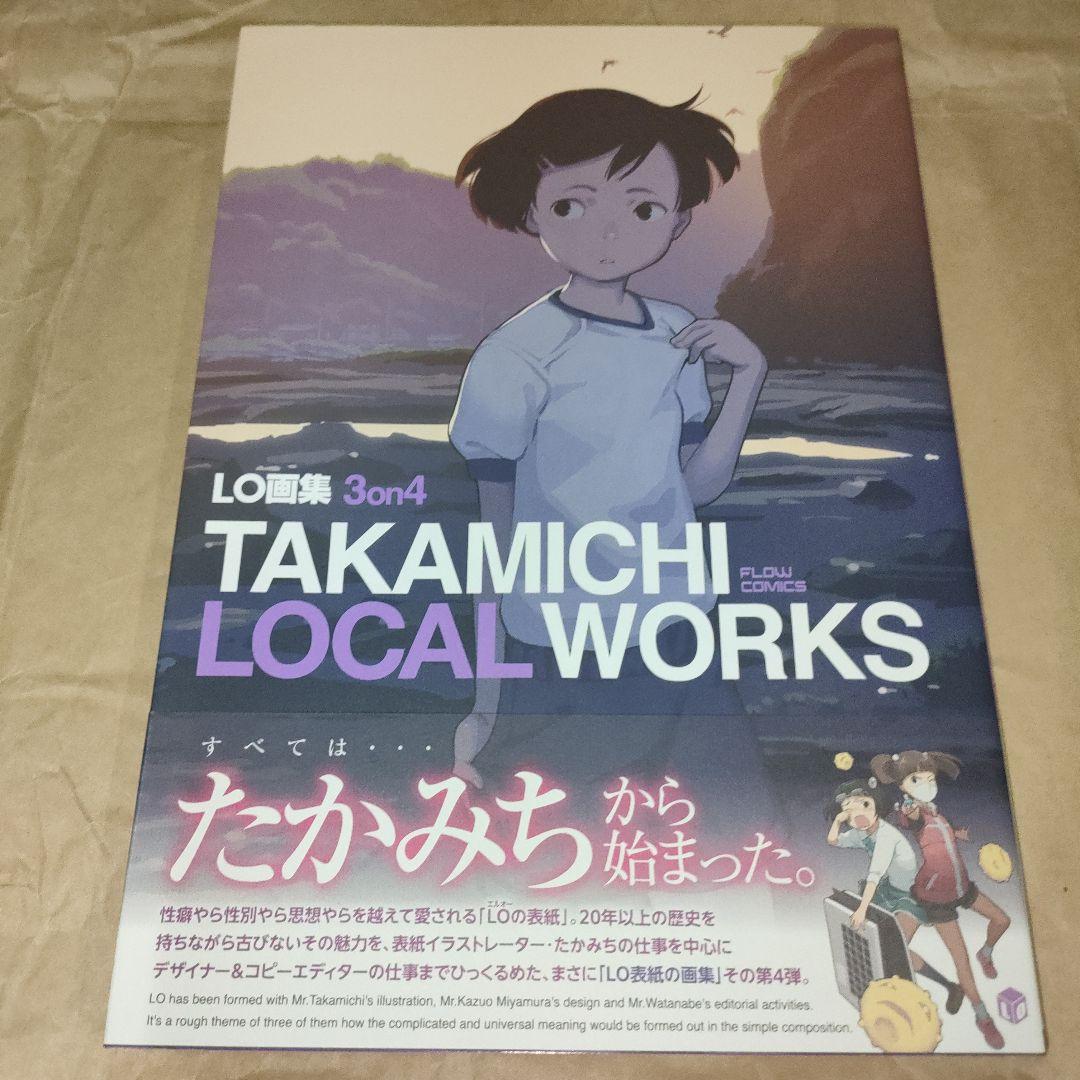 LO画集 3on4
TAKAMICHI
FLOW
COMICS
LOCAL WORKS
すべては・・・
たかみちから
始まった。
エルオー
性癖やら性別やら思想やらを越えて愛される「LOの表紙」。20年以上の歴史を
持ちながら古びないその魅力を、表紙イラストレーター・たかみちの仕事を中心に
デザイナー&コピーエディターの仕事までひっくるめた、まさに「LO表紙の画集」その第4弾。
LO has been formed with Mr.Takamichi's illustration, Mr.Kazuo Miyamura's design and Mr.Watanabe's editorial activities.
It's a rough theme of three of them how the complicated and universal meaning would be formed out in the simple composition.
LO